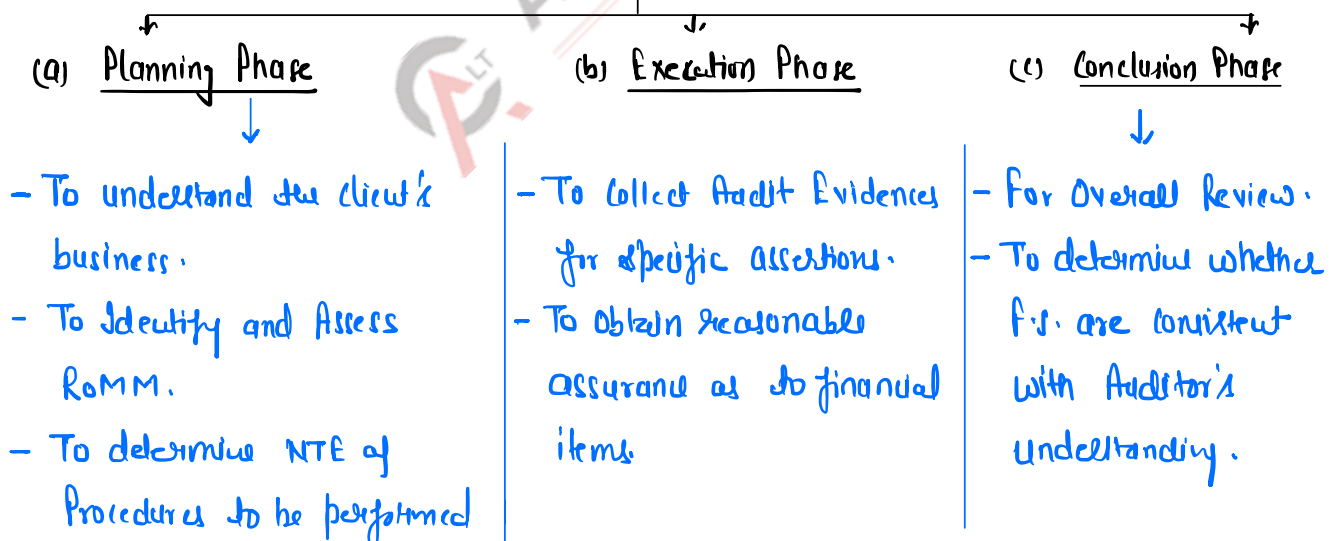 (a) Planning Phase
(b) Execution Phase
(c) Conclusion Phase
- To understand the client's
business.
- To Identify and Assess
RoMM.
- To determine NTE of
Procedures to be performed
- To Collect Audit Evidences
for specific assertions.
- To Obtain reasonable
assurance as to financial
items.
- For Overall Review.
- To determine whether
F.S. are consistent
with Auditor's
Understanding.
LT